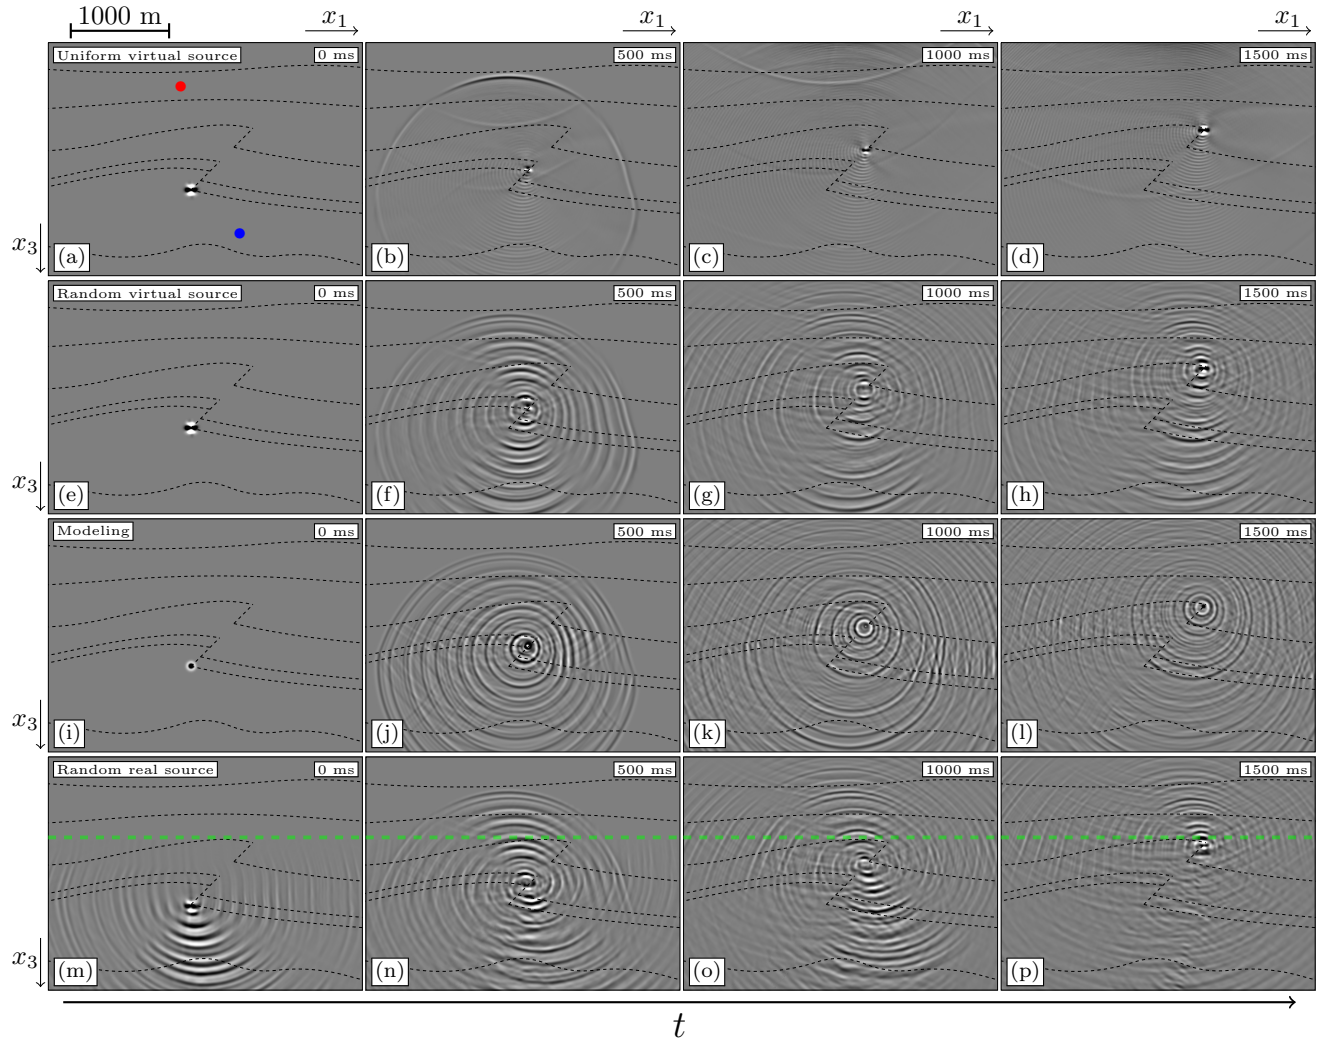 1000 m
x₁ x₁ x₁ x₁
Uniform virtual source 0 ms 500 ms 1000 ms 1500 ms
x₃
(a) (b) (c) (d)
Random virtual source 0 ms 500 ms 1000 ms 1500 ms
x₃
(e) (f) (g) (h)
Modeling 0 ms 500 ms 1000 ms 1500 ms
x₃
(i) (j) (k) (l)
Random real source 0 ms 500 ms 1000 ms 1500 ms
x₃
(m) (n) (o) (p)
t